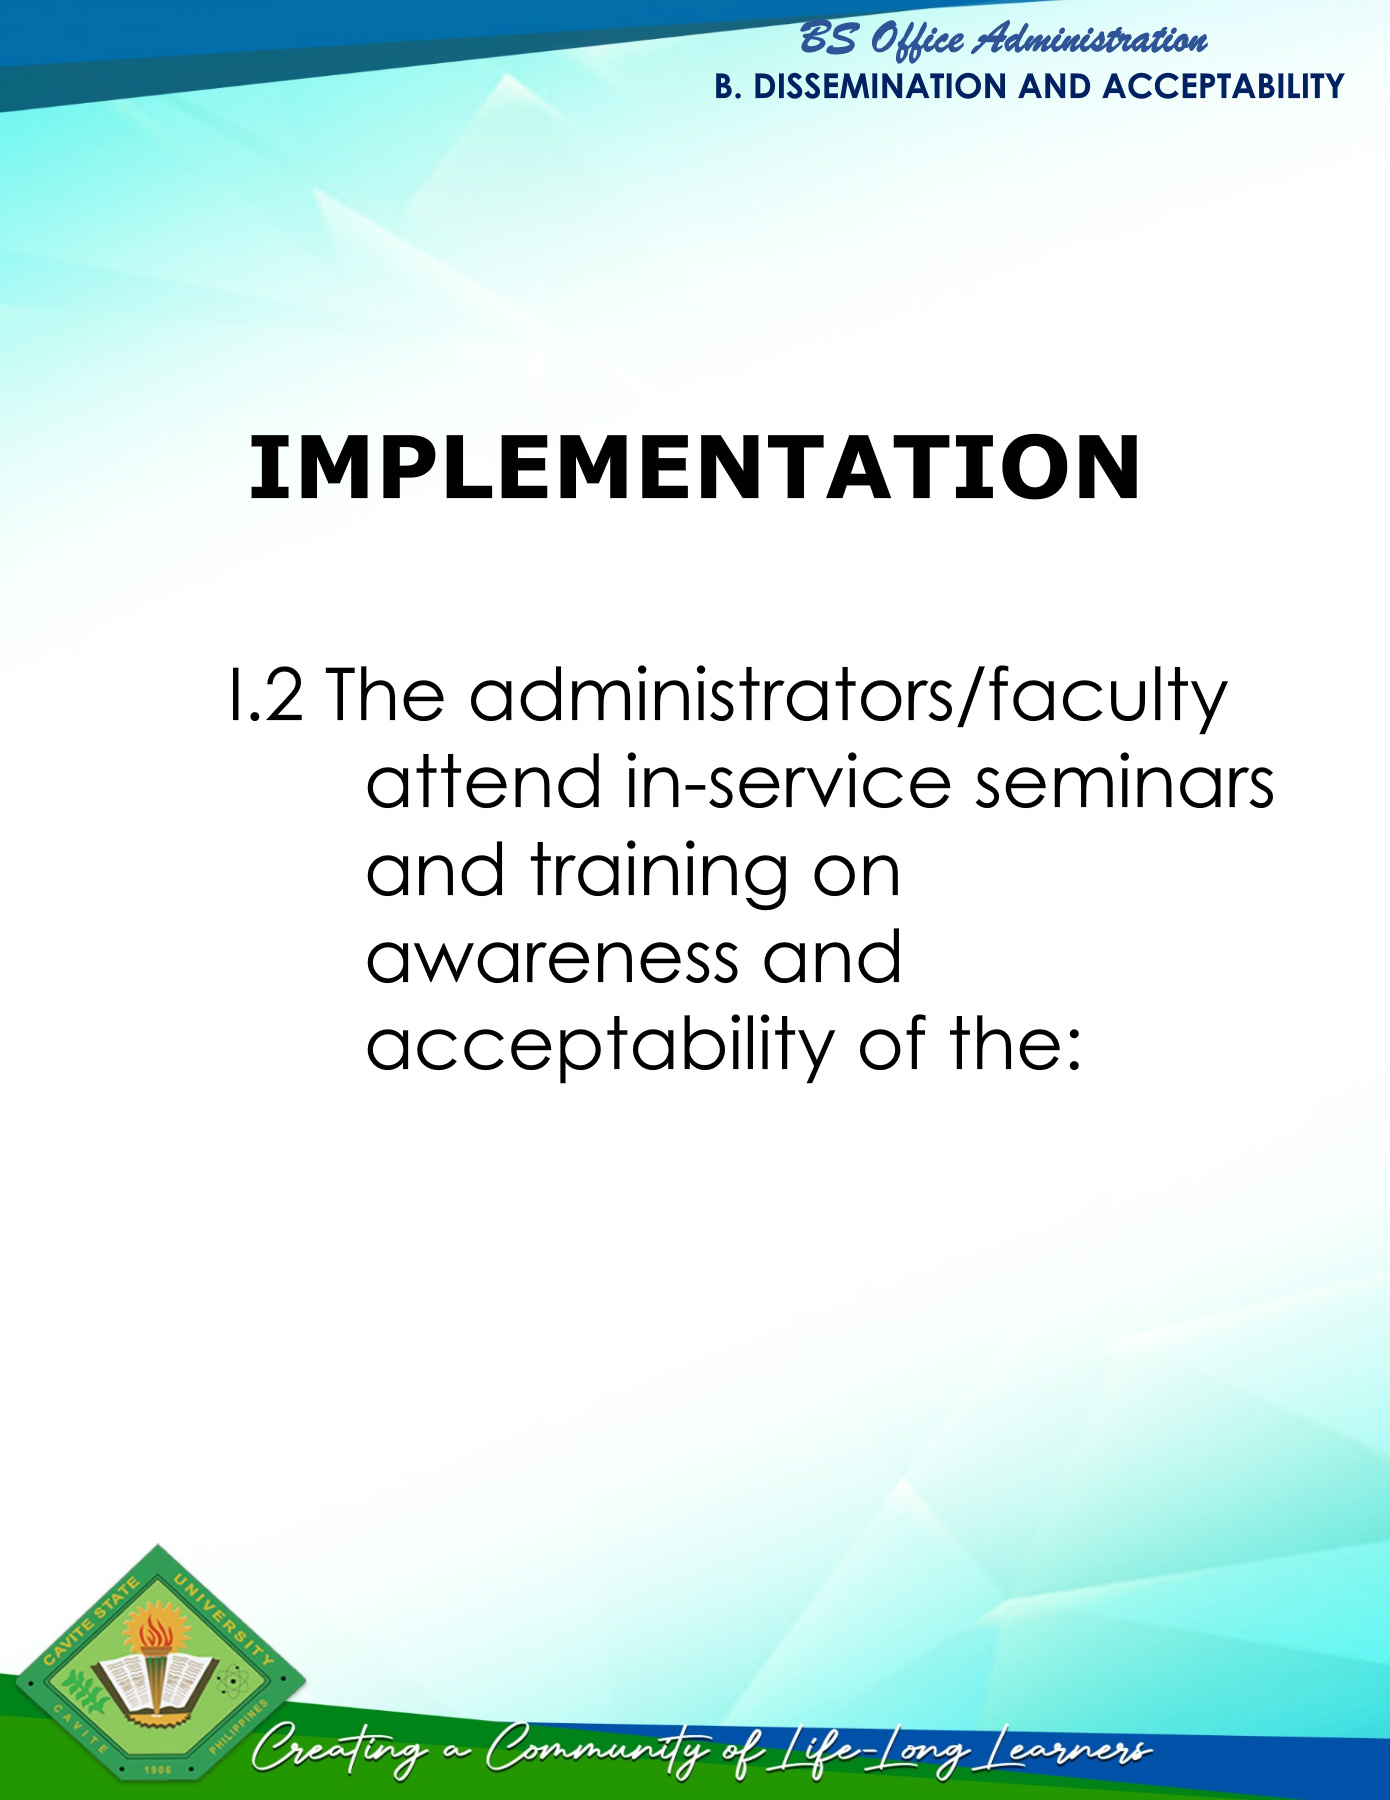 BS Office Administration
B. DISSEMINATION AND ACCEPTABILITY
IMPLEMENTATION
I.2 The administrators/faculty
attend in-service seminars
and training on
awareness and
acceptability of the:
CAVITE STATE UNIVERSITY
CAVITE PHILIPPINES
1906
Creating a Community of Life-Long Learners